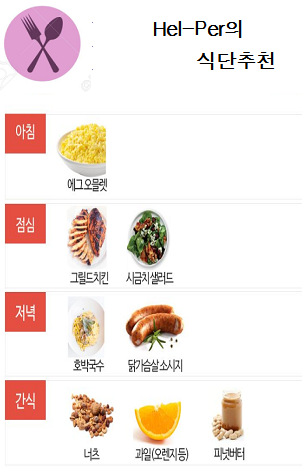 Hel-Per의
식단추천
아침
에그 오믈렛
점심
그릴드치킨 시금치 샐러드
저녁
호박국수 닭가슴살 소시지
간식
너츠 과일(오렌지 등) 피넛버터